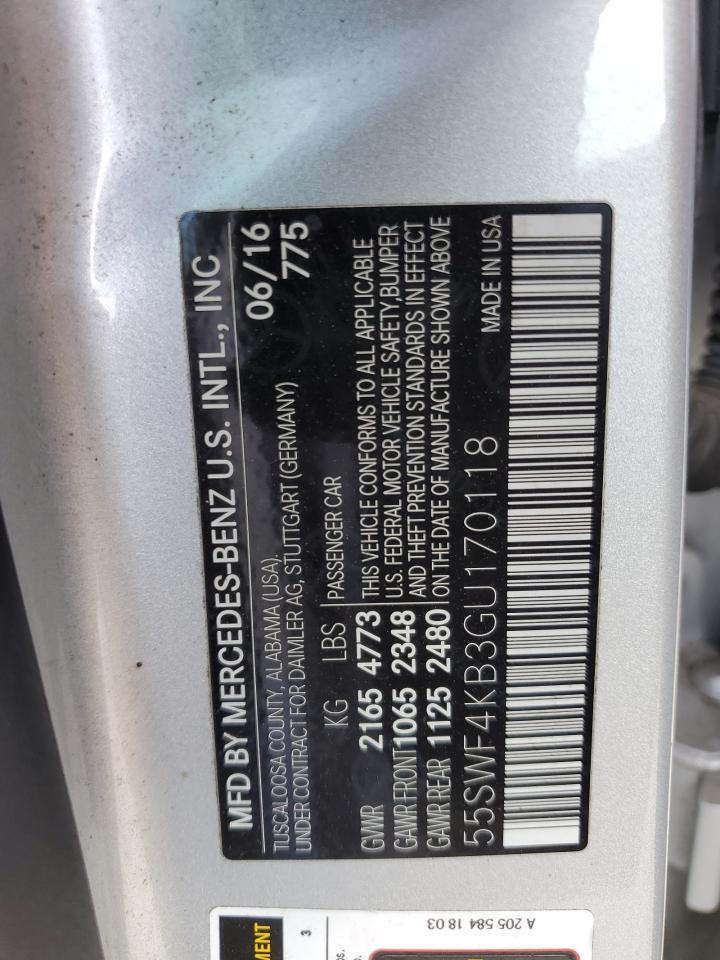 MFD BY MERCEDES-BENZ U.S. INTL., INC
TUSCALOOSA COUNTY, ALABAMA (USA), 06/16
UNDER CONTRACT FOR DAIMLER AG, STUTTGART (GERMANY) 775
KG LBS PASSENGER CAR
GVWR 2165 4773 THIS VEHICLE CONFORMS TO ALL APPLICABLE
GAWR FRONT 1065 2348 U.S. FEDERAL MOTOR VEHICLE SAFETY, BUMPER
AND THEFT PREVENTION STANDARDS IN EFFECT
GAWR REAR 1125 2480 ON THE DATE OF MANUFACTURE SHOWN ABOVE
55SWF4KB3GU170118 MADE IN USA
3
A 205 584 18 03